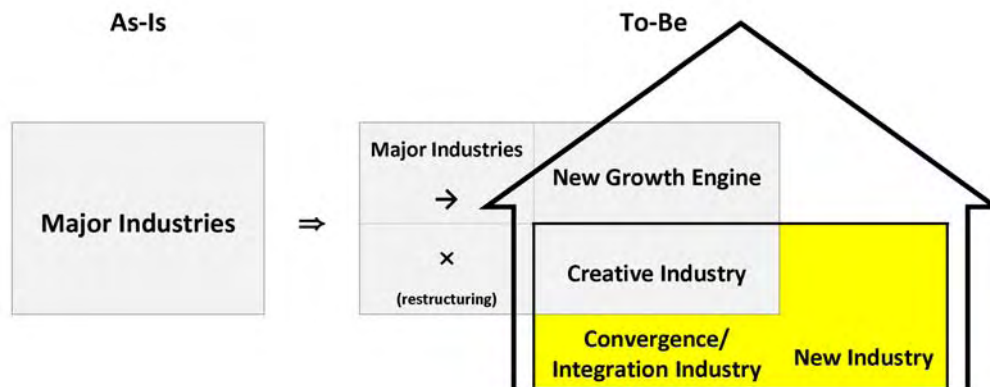 As-Is
To-Be
Major Industries
⇒
Major Industries
→
New Growth Engine
×
(restructuring)
Creative Industry
Convergence/
Integration Industry
New Industry